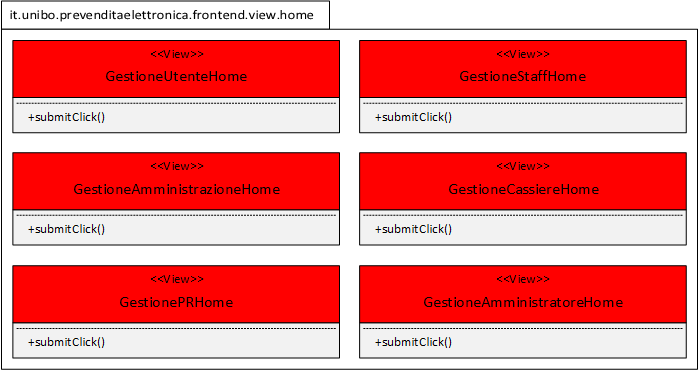 it.unibo.prevenditaelettronica.frontend.view.home
<<View>>
GestioneUtenteHome
+submitClick()
<<View>>
GestioneStaffHome
+submitClick()
<<View>>
GestioneAmministrazioneHome
+submitClick()
<<View>>
GestioneCassiereHome
+submitClick()
<<View>>
GestionePRHome
+submitClick()
<<View>>
GestioneAmministratoreHome
+submitClick()